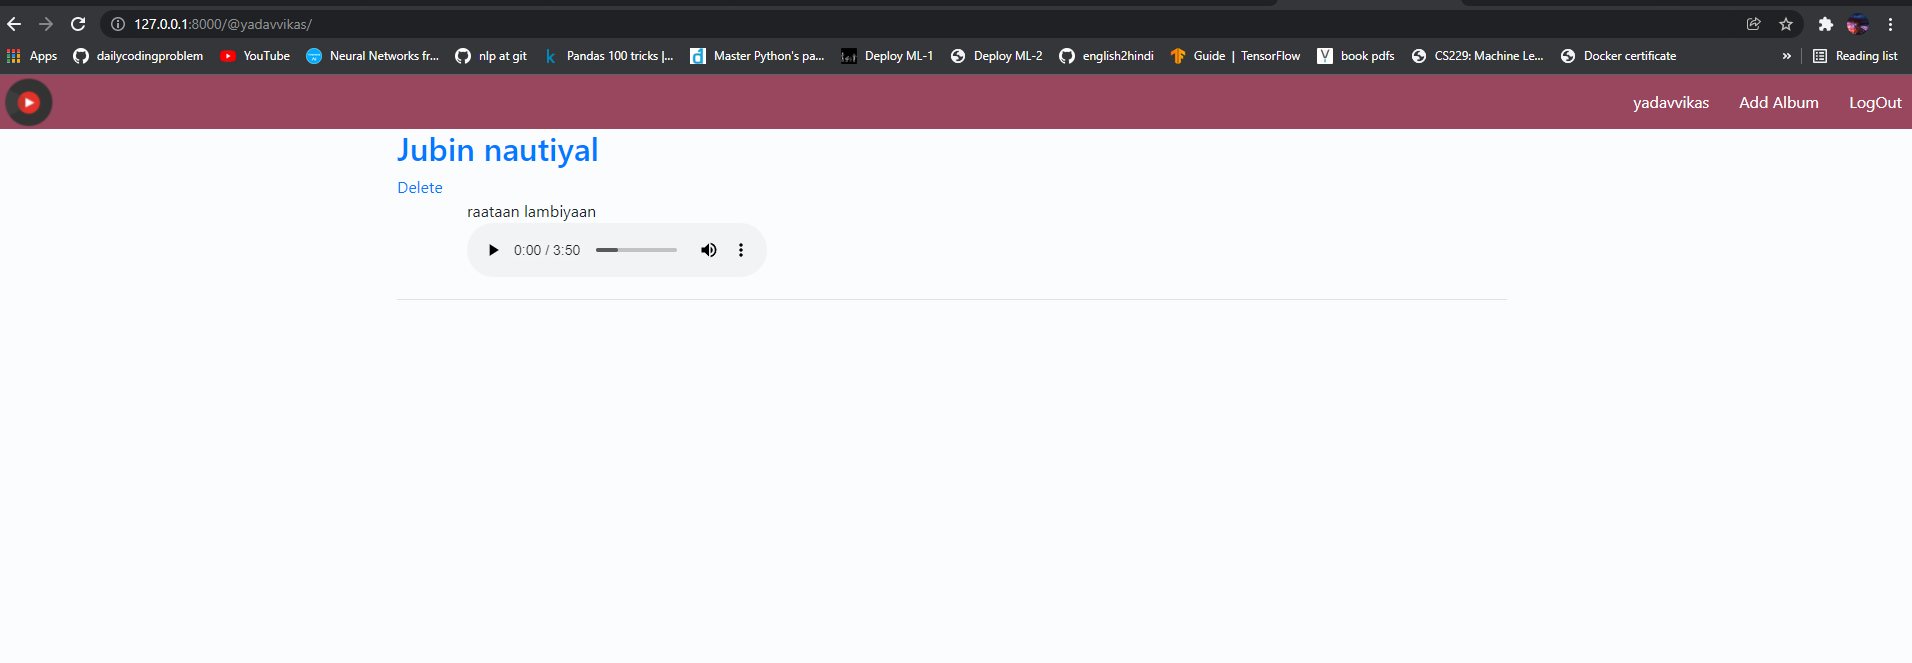 127.0.0.1:8000/@yadavvikas/
Apps dailycodingproblem YouTube Neural Networks fr... nlp at git k Pandas 100 tricks |... d Master Python's pa... Deploy ML-1 Deploy ML-2 english2hindi Guide | TensorFlow V book pdfs CS229: Machine Le... Docker certificate » Reading list
yadavvikas Add Album LogOut
Jubin nautiyal
Delete
raataan lambiyaan
0:00 / 3:50